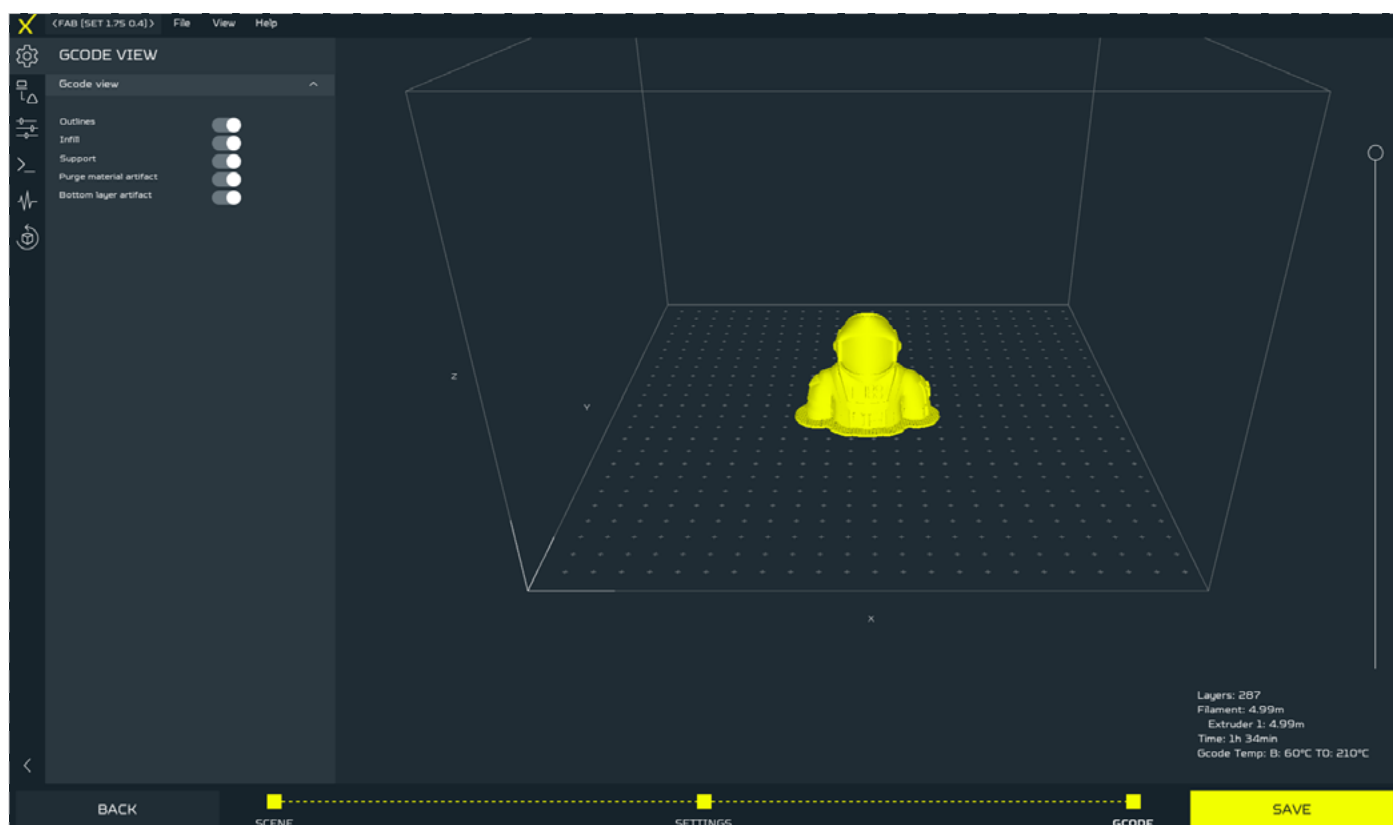 (FAB [SET 1.75 0.4]) File View Help
GCODE VIEW
Gcode view
Outlines
Infill
Support
Purge material artifact
Bottom layer artifact
Z
Y
X
Layers: 287
Filament: 4.99m
Extruder 1: 4.99m
Time: 1h 34min
Gcode Temp: B: 60°C T0: 210°C
BACK
SCENE
SETTINGS
GCODE
SAVE